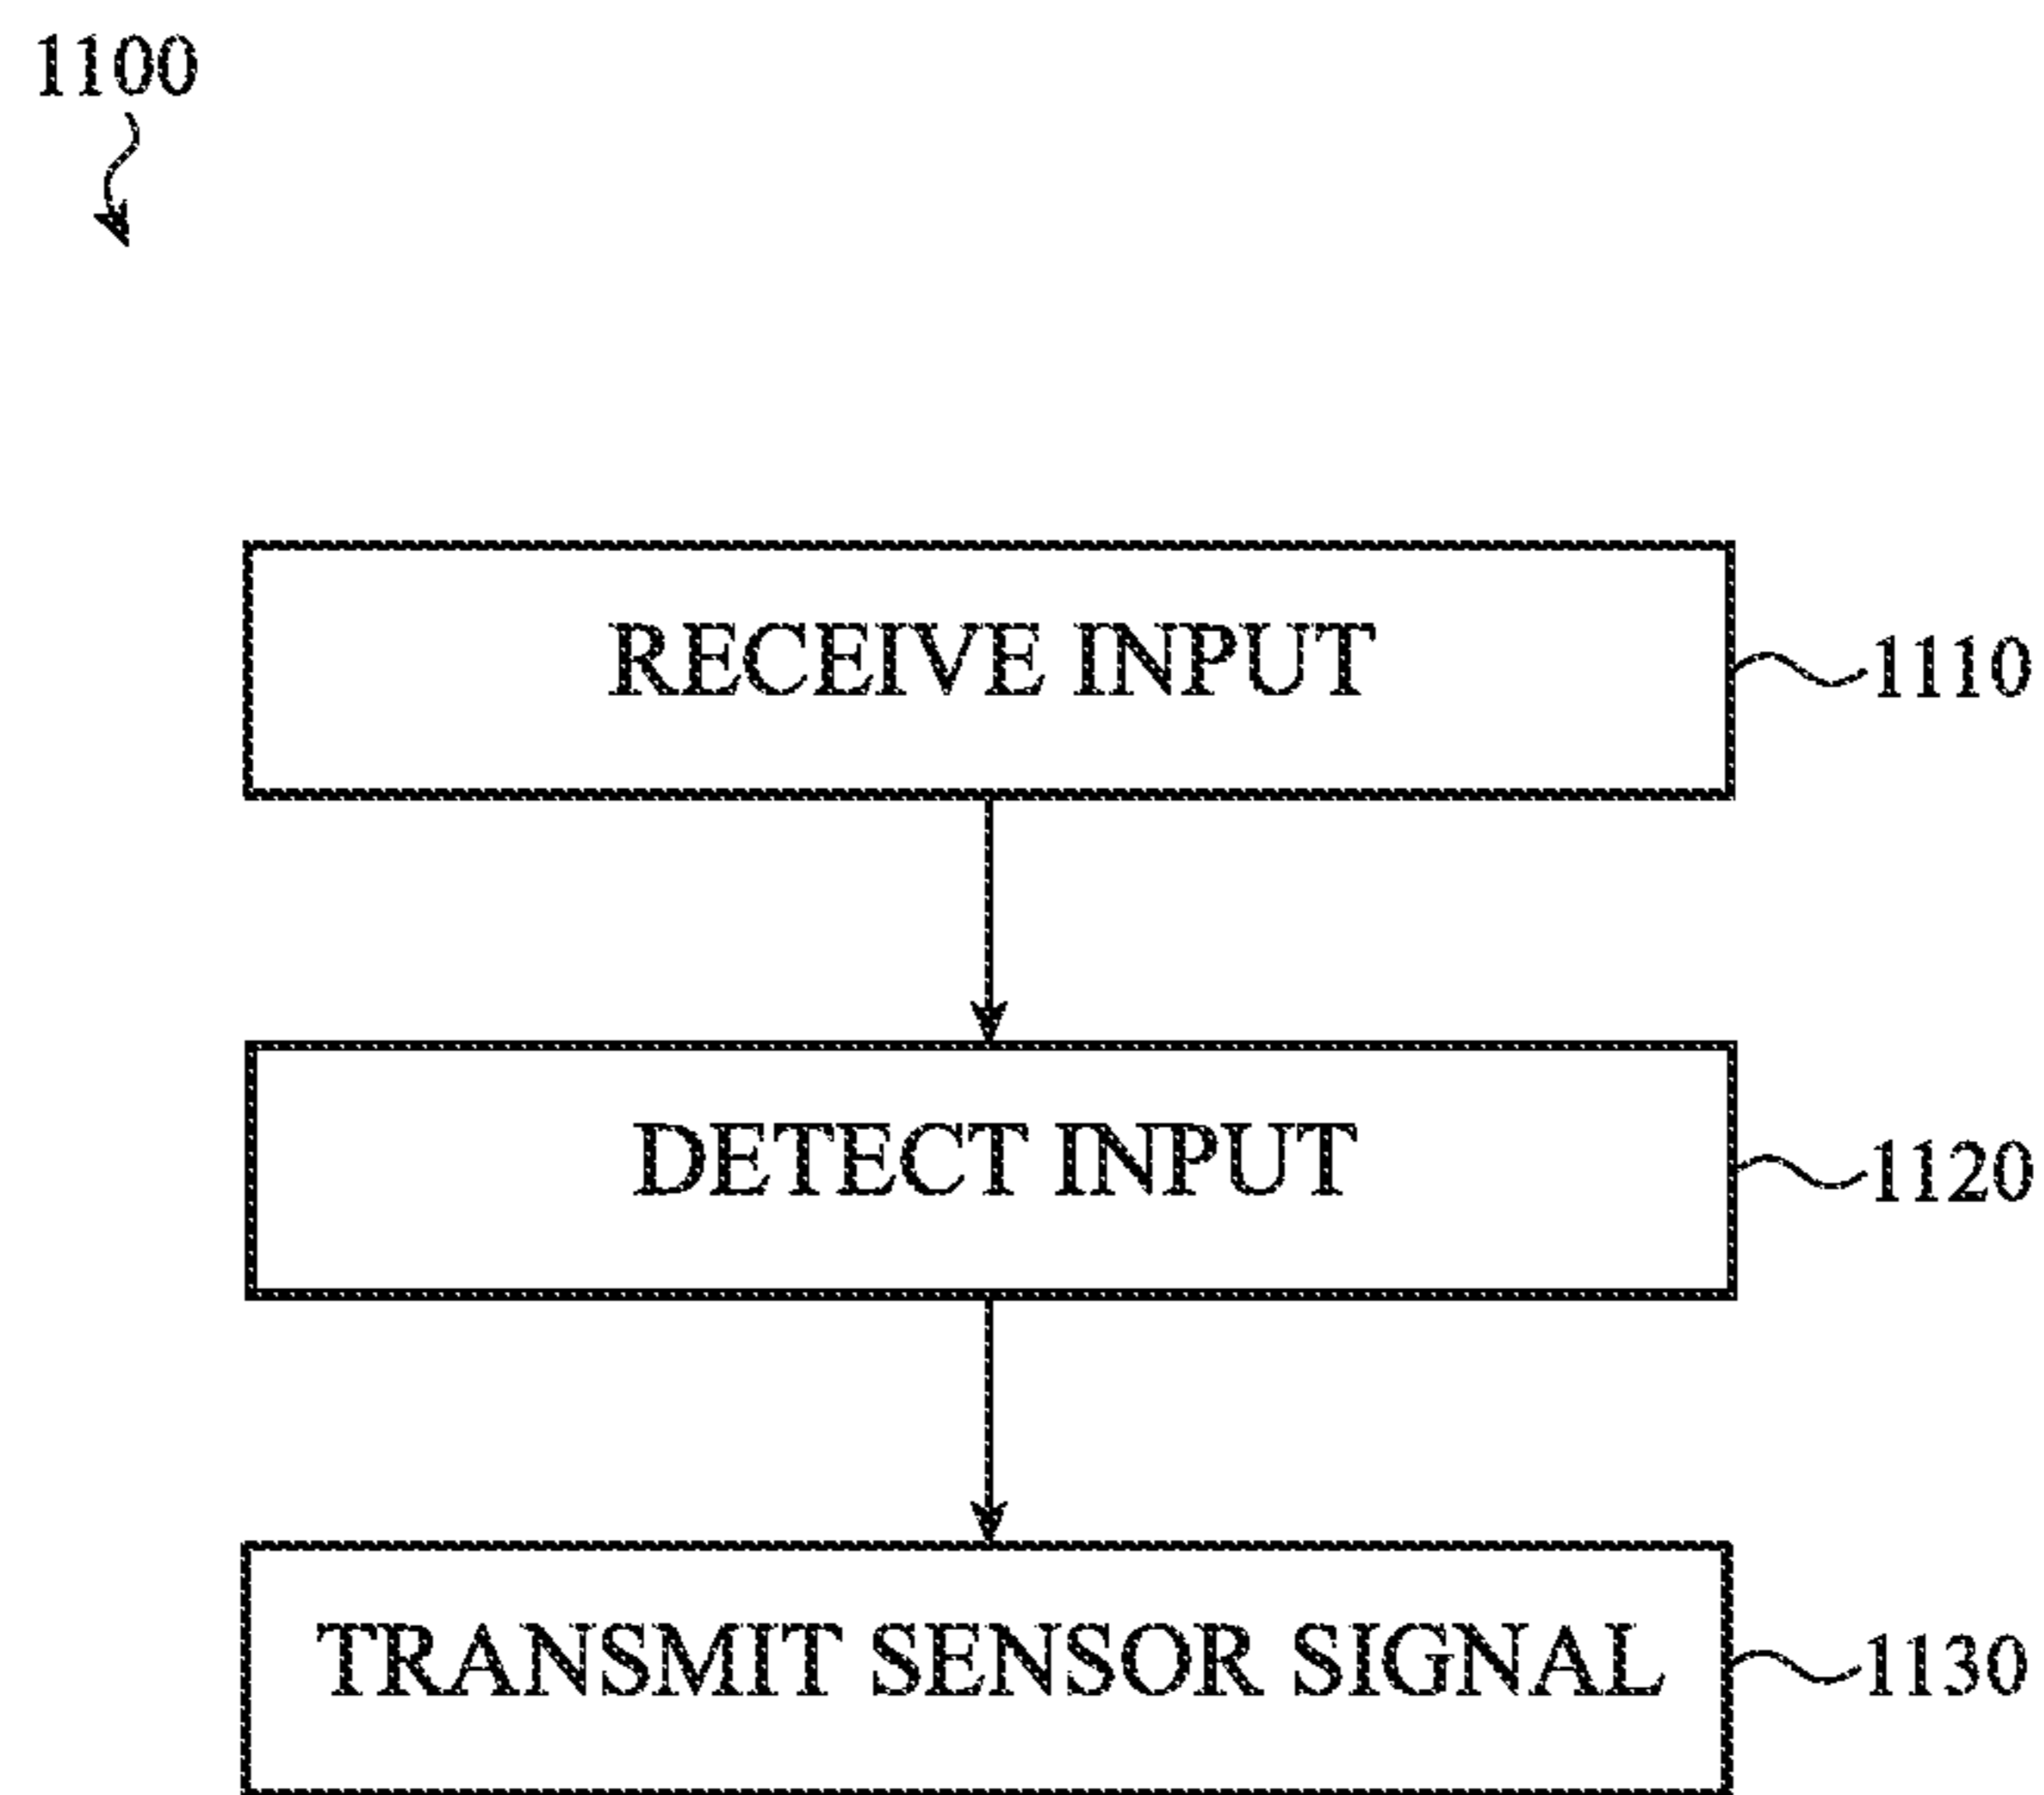 1100
RECEIVE INPUT
1110
DETECT INPUT
1120
TRANSMIT SENSOR SIGNAL
1130